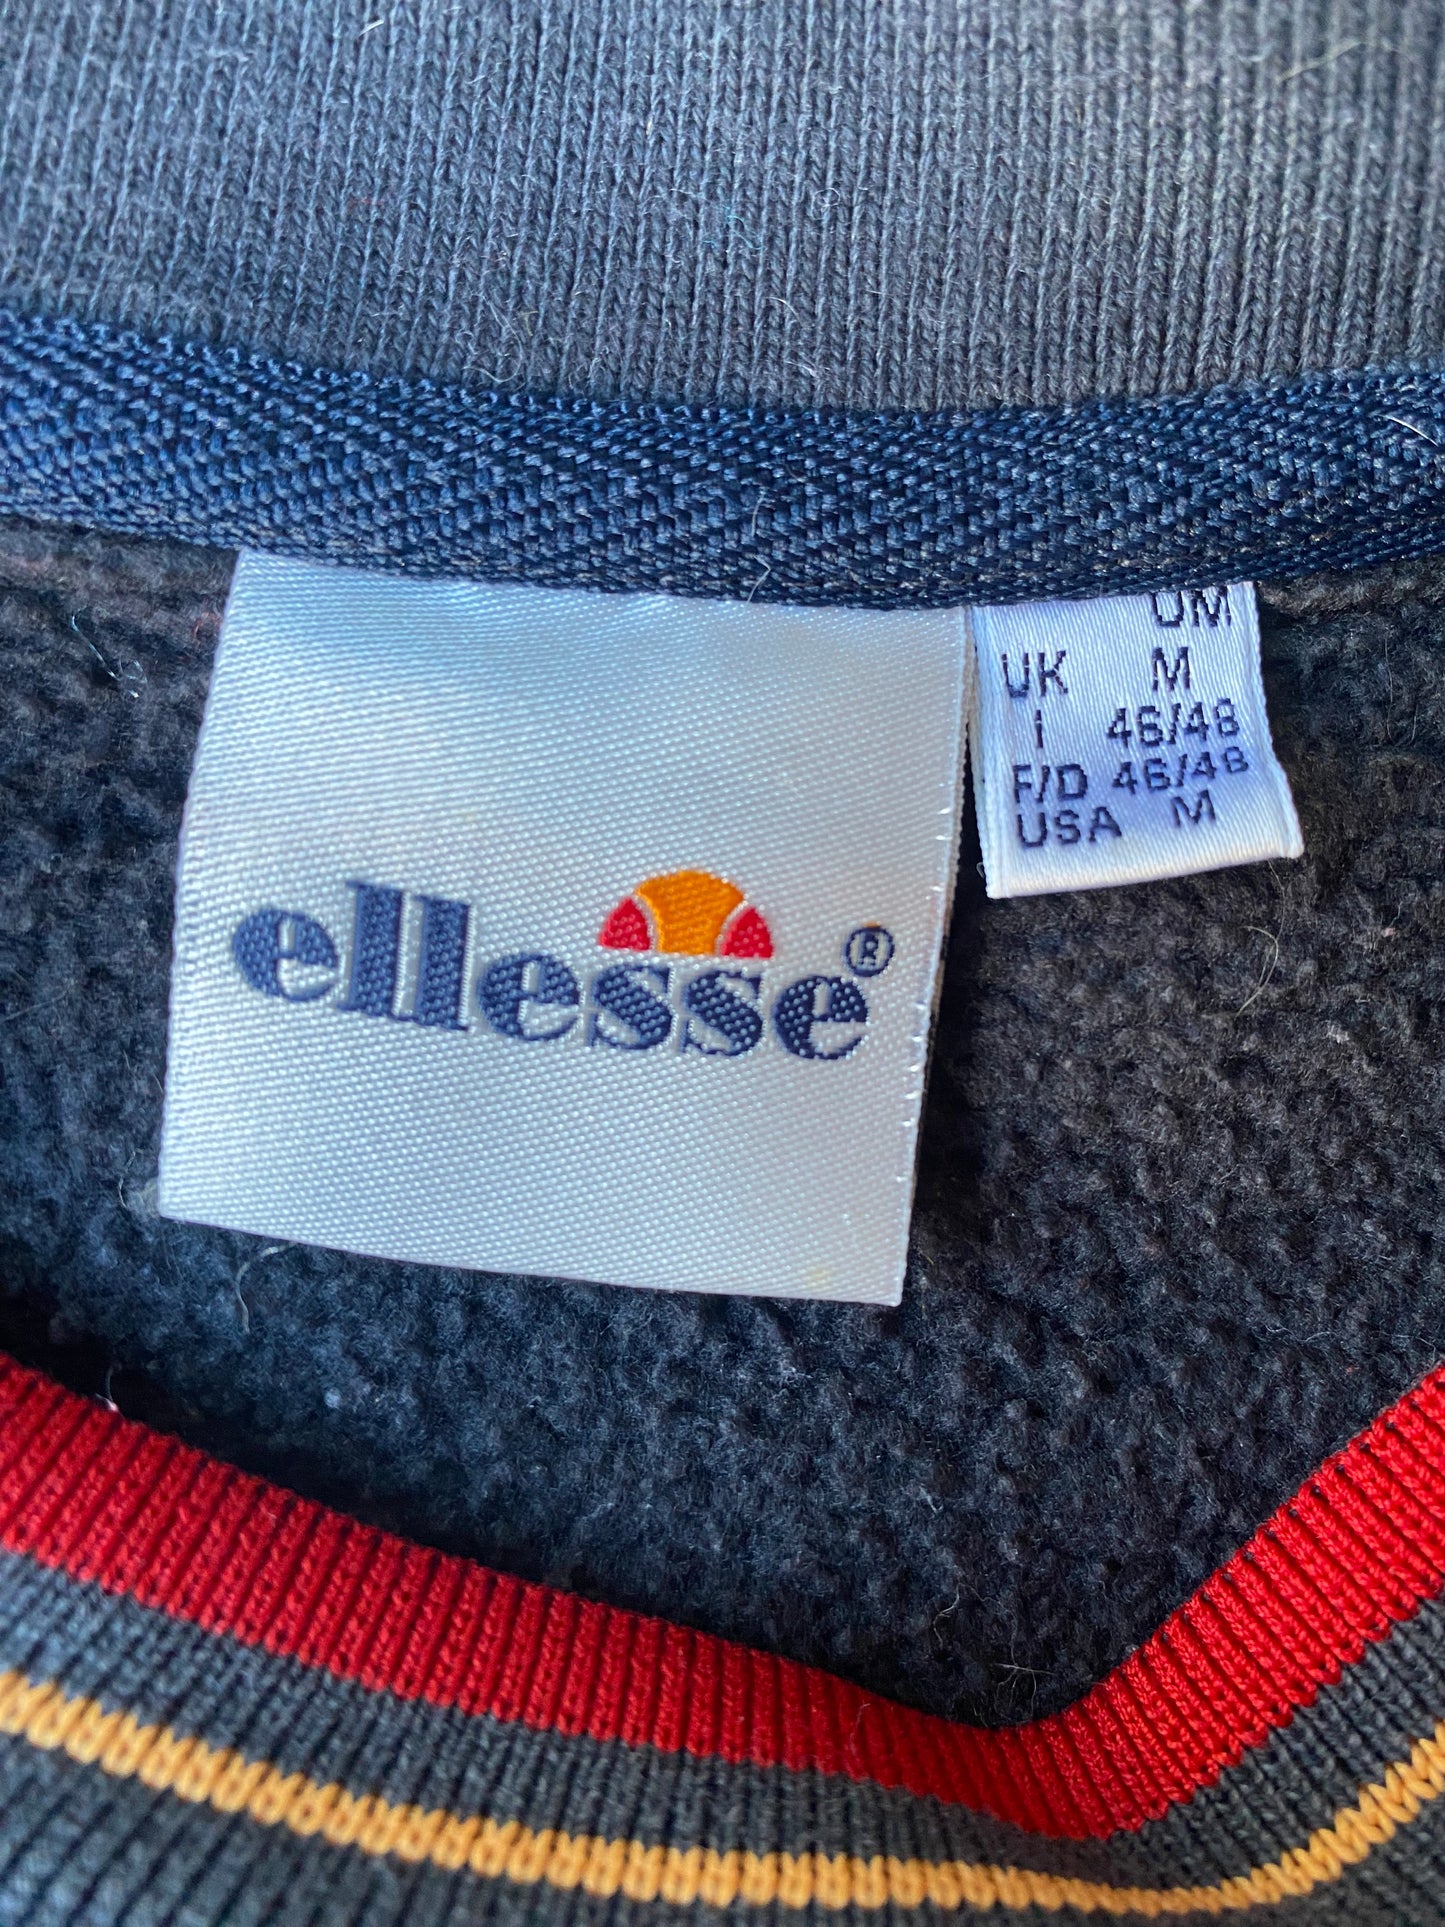 ellesse®
UK M
I 46/48
F/D 46/48
USA M